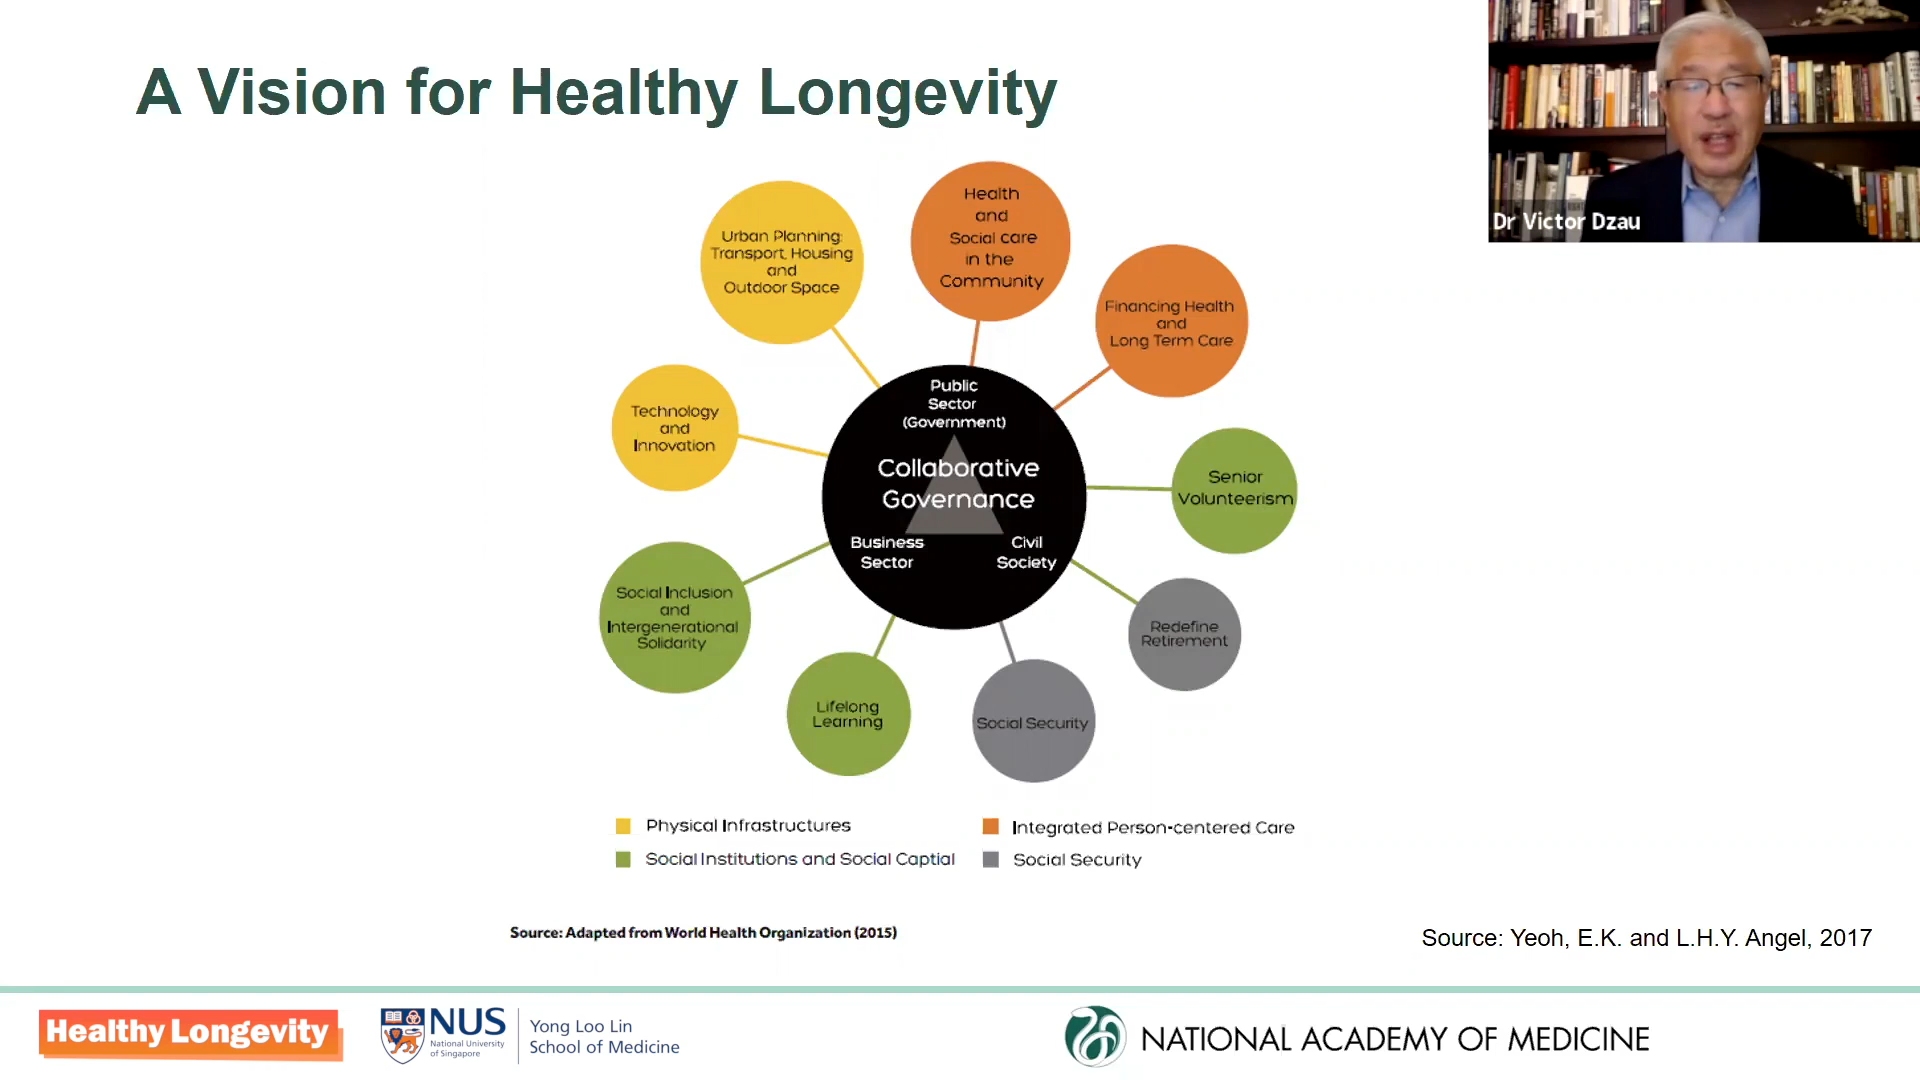 A Vision for Healthy Longevity
Dr Victor Dzau
Health
and
Social care
in the
Community
Urban Planning:
Transport, Housing
and
Outdoor Space
Financing Health
and
Long Term Care
Technology
and
Innovation
Public
Sector
(Government)
Collaborative
Governance
Business
Sector
Civil
Society
Senior
Volunteerism
Social Inclusion
and
Intergenerational
Solidarity
Redefine
Retirement
Lifelong
Learning
Social Security
Physical Infrastructures
Integrated Person-centered Care
Social Institutions and Social Captial
Social Security
Source: Adapted from World Health Organization (2015)
Source: Yeoh, E.K. and L.H.Y. Angel, 2017
Healthy Longevity
NUS
National University
of Singapore
Yong Loo Lin
School of Medicine
NATIONAL ACADEMY OF MEDICINE